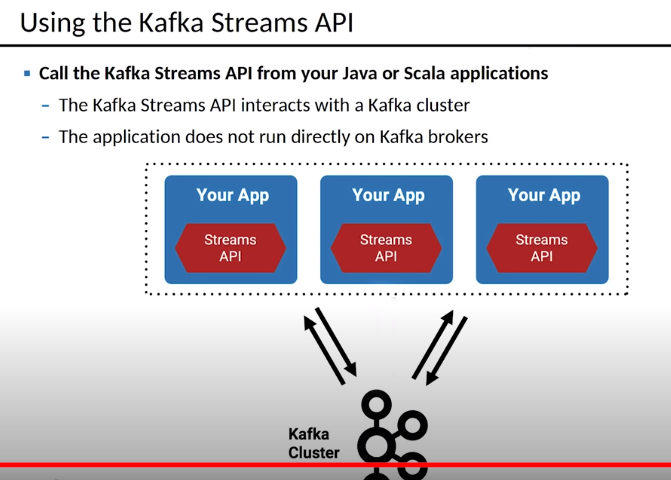 Using the Kafka Streams API
Call the Kafka Streams API from your Java or Scala applications
– The Kafka Streams API interacts with a Kafka cluster
– The application does not run directly on Kafka brokers
Your App Your App Your App
Streams Streams Streams
API API API
Kafka
Cluster